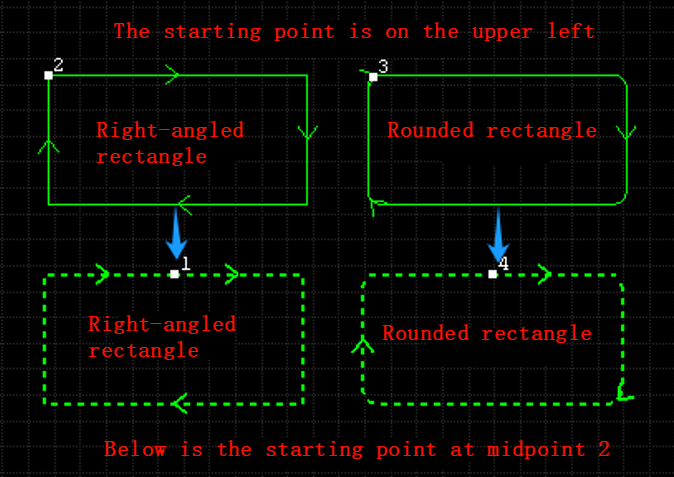 The starting point is on the upper left
2
3
Right-angled
rectangle
Rounded rectangle
1
4
Right-angled
rectangle
Rounded rectangle
Below is the starting point at midpoint 2